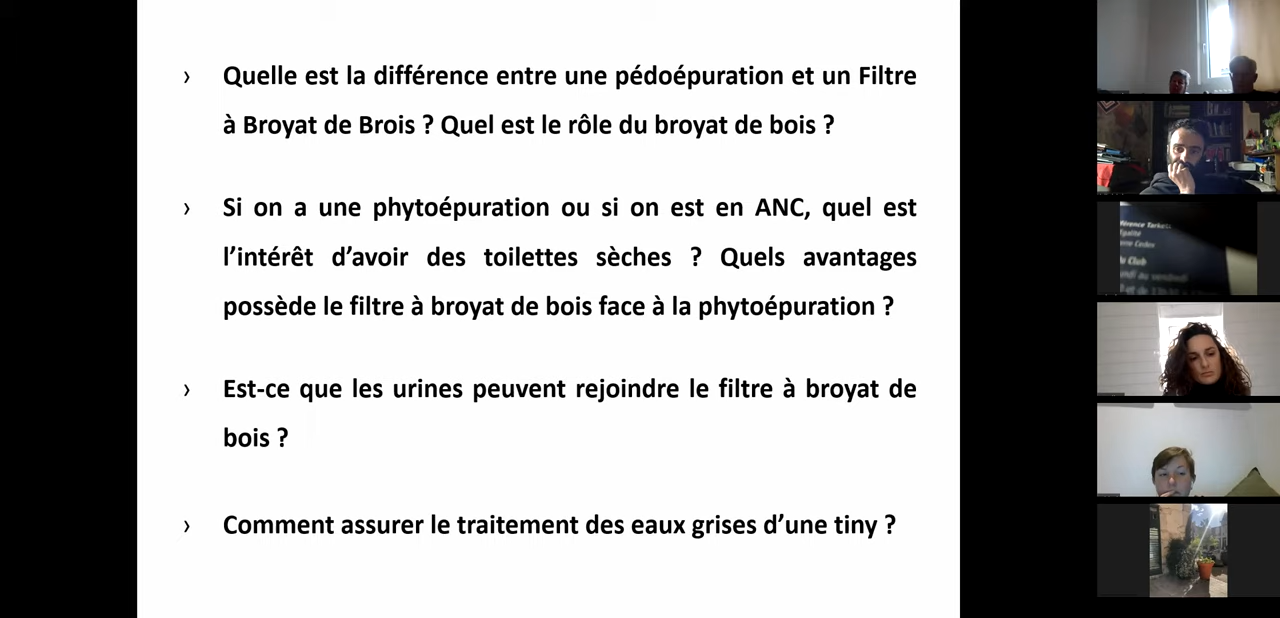 › Quelle est la différence entre une pédoépuration et un Filtre
à Broyat de Brois ? Quel est le rôle du broyat de bois ?
› Si on a une phytoépuration ou si on est en ANC, quel est
l’intérêt d’avoir des toilettes sèches ? Quels avantages
possède le filtre à broyat de bois face à la phytoépuration ?
› Est-ce que les urines peuvent rejoindre le filtre à broyat de
bois ?
› Comment assurer le traitement des eaux grises d’une tiny ?
Club